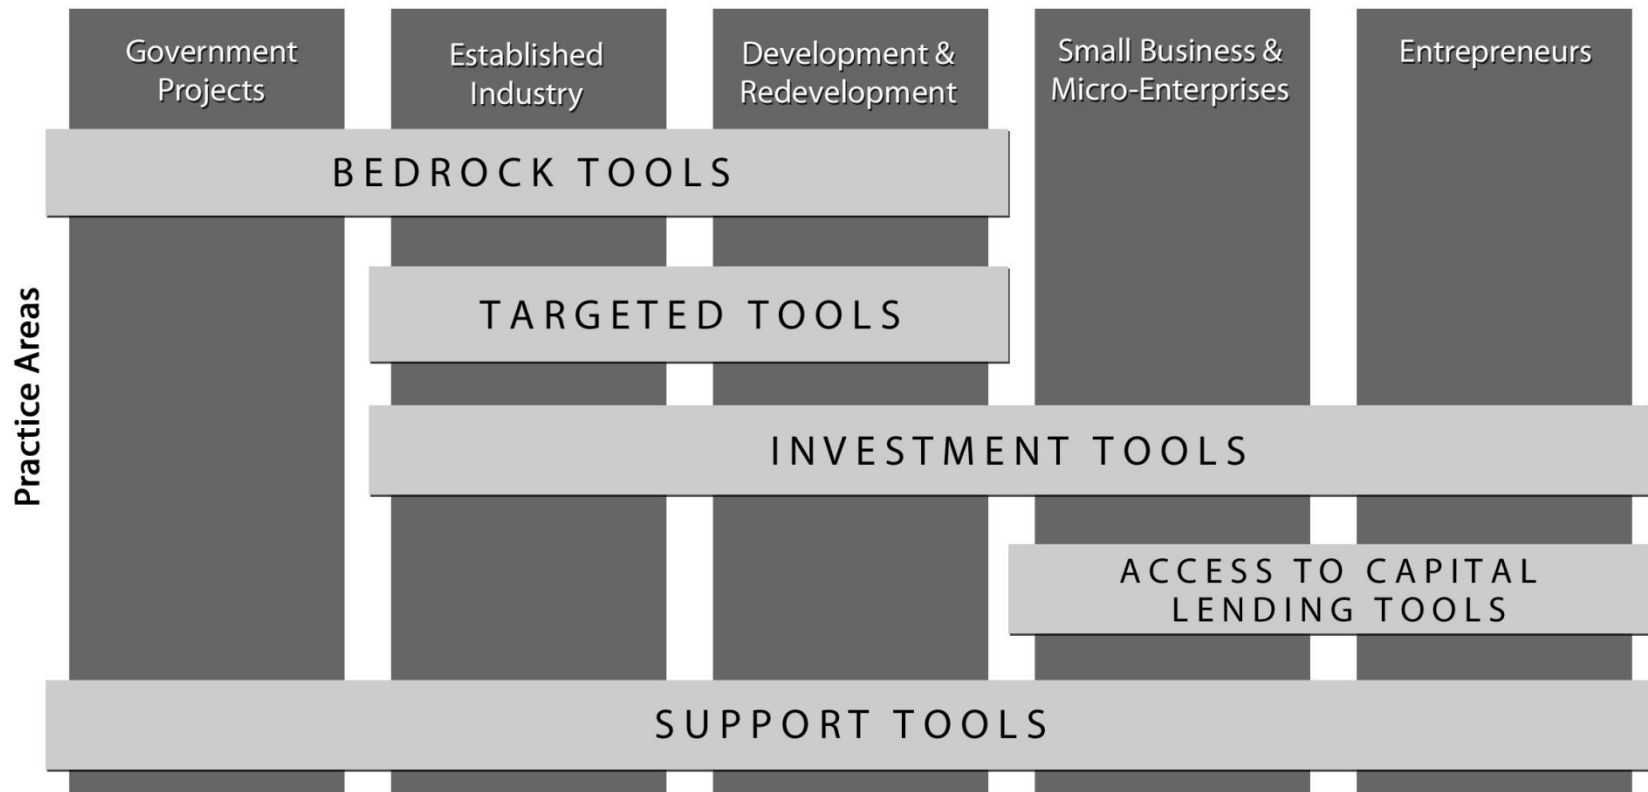 Government
Projects
Established
Industry
Development &
Redevelopment
Small Business &
Micro-Enterprises
Entrepreneurs
Practice Areas
BEDROCK TOOLS
TARGETED TOOLS
INVESTMENT TOOLS
ACCESS TO CAPITAL
LENDING TOOLS
SUPPORT TOOLS